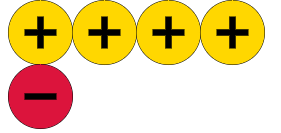 + + + +
−